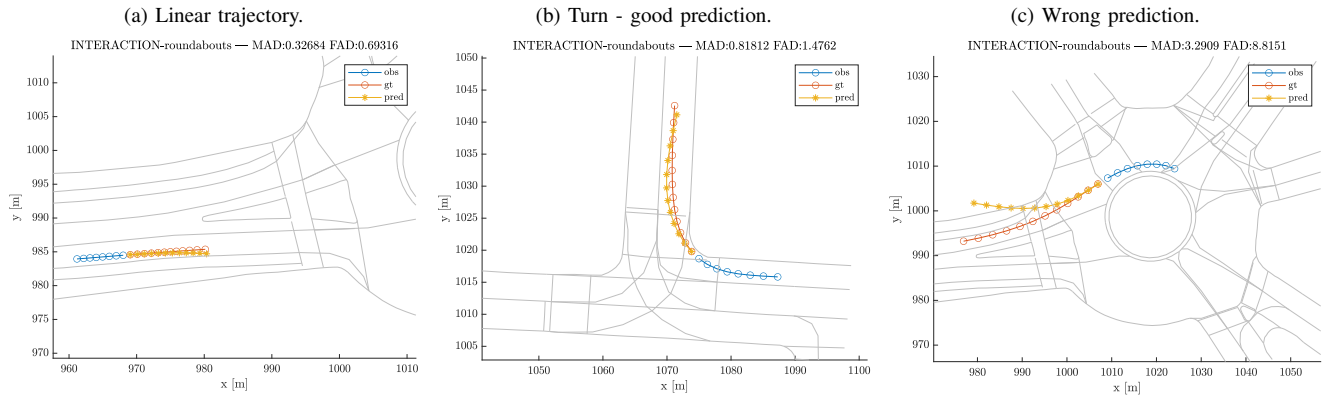 (a) Linear trajectory.
INTERACTION-roundabouts — MAD:0.32684 FAD:0.69316
obs
gt
pred
1010
1005
1000
995
990
985
980
975
970
y [m]
960
970
980
990
1000
1010
x [m]
(b) Turn - good prediction.
INTERACTION-roundabouts — MAD:0.81812 FAD:1.4762
obs
gt
pred
1050
1045
1040
1035
1030
1025
1020
1015
1010
1005
y [m]
1050
1060
1070
1080
1090
1100
x [m]
(c) Wrong prediction.
INTERACTION-roundabouts — MAD:3.2909 FAD:8.8151
obs
gt
pred
1030
1020
1010
1000
990
980
970
y [m]
980
990
1000
1010
1020
1030
1040
1050
x [m]